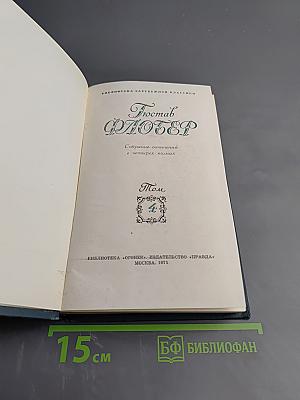 БИБЛИОТЕКА ЗАРУБЕЖНОЙ КЛАССИКИ
Гюстав
ФЛОБЕР
Собрание сочинений
в четырех томах
Том
4
БИБЛИОТЕКА «ОГОНЕК». ИЗДАТЕЛЬСТВО «ПРАВДА»
МОСКВА. 1971
15 см
БФ БИБЛИОФАН